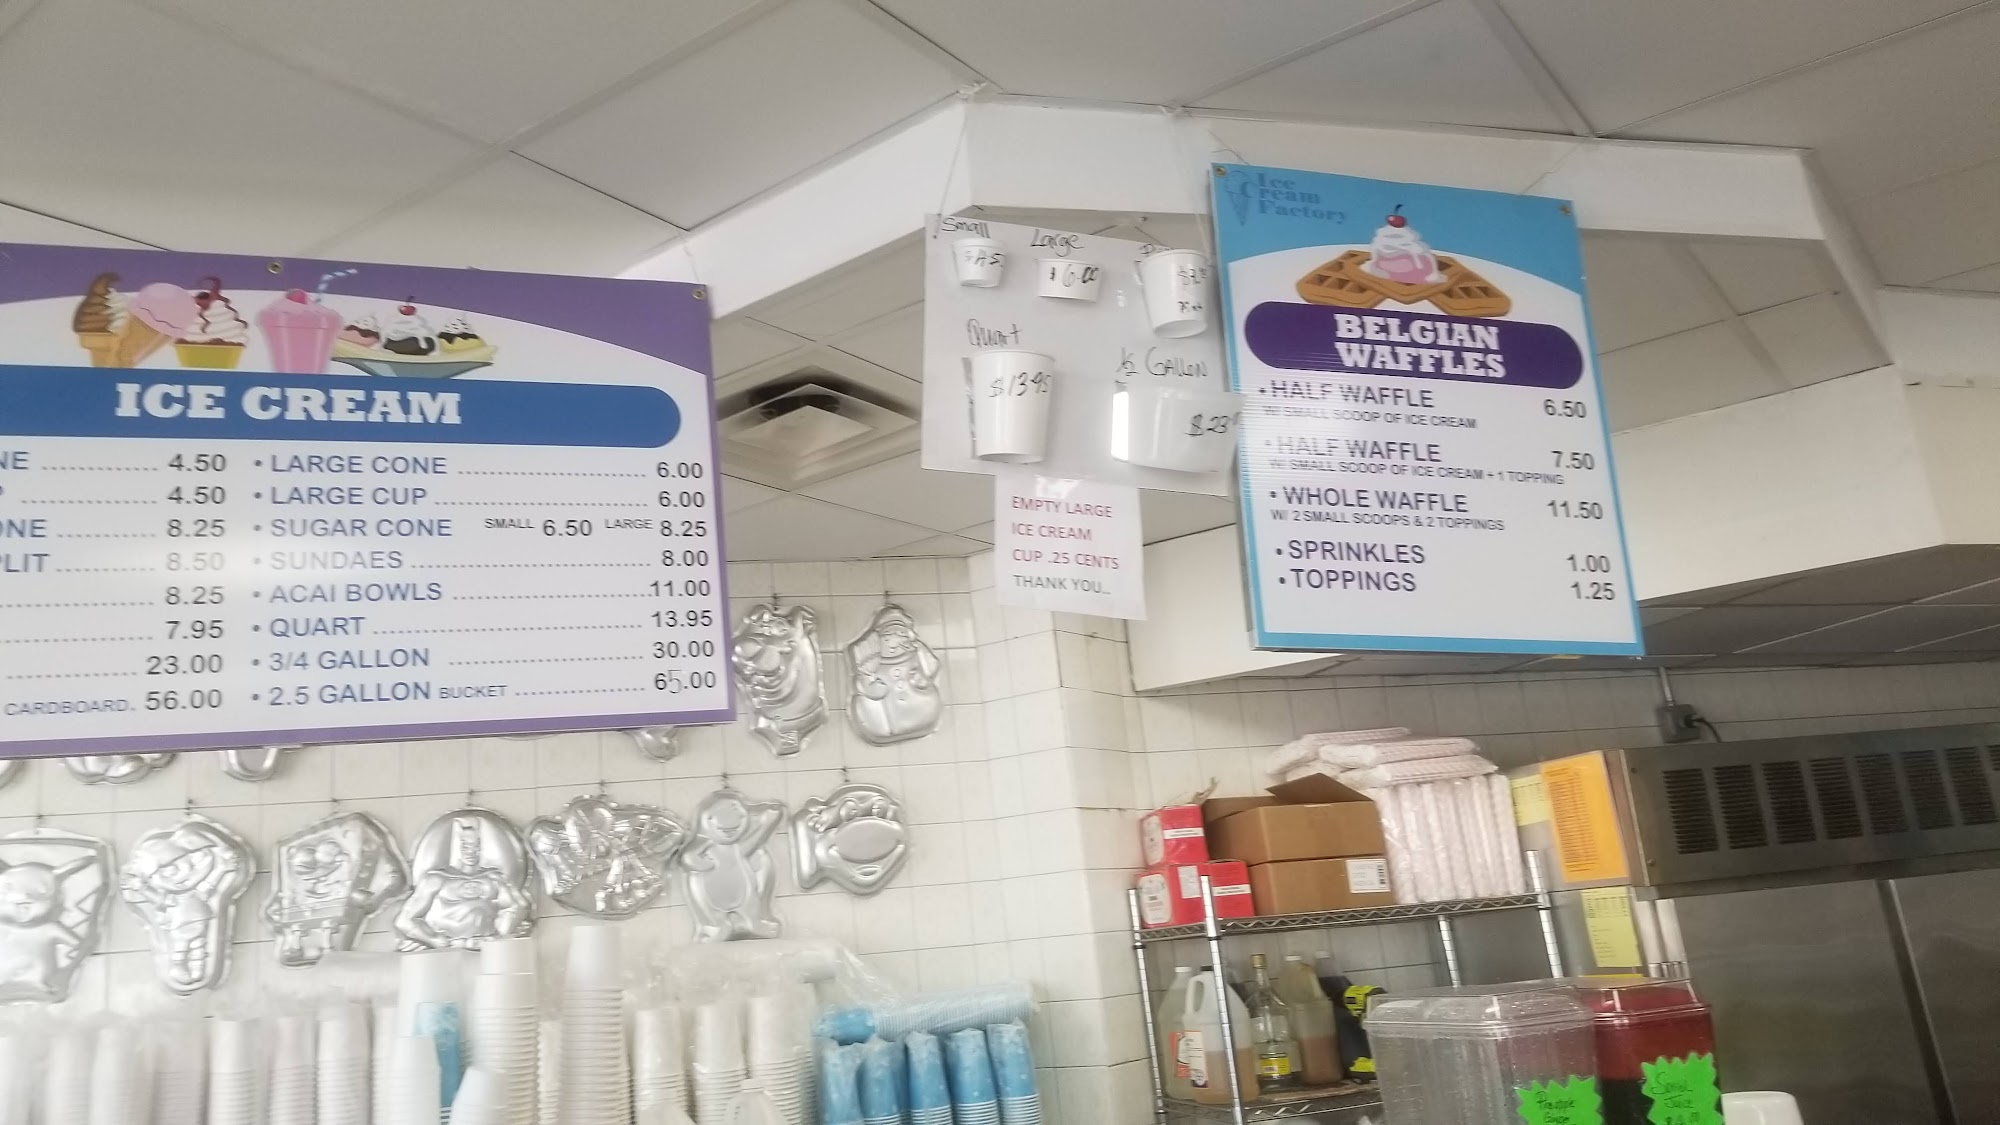 ICE CREAM
NE ............. 4.50
............... 4.50
ONE ............ 8.25
PLIT ........... 8.50
8.25
7.95
23.00
CARDBOARD. 56.00
• LARGE CONE ........ 6.00
• LARGE CUP ........ 6.00
• SUGAR CONE SMALL 6.50 LARGE 8.25
• SUNDAES ........ 8.00
• ACAI BOWLS ........ 11.00
• QUART ........ 13.95
• 3/4 GALLON ........ 30.00
• 2.5 GALLON BUCKET ........ 65.00
Small
Large
$6.00
Quart
$13.95
1/2 GALLON
$23
EMPTY LARGE
ICE CREAM
CUP .25 CENTS
THANK YOU..
Ice
Cream
Factory
BELGIAN
WAFFLES
• HALF WAFFLE 6.50
W/ SMALL SCOOP OF ICE CREAM
• HALF WAFFLE 7.50
W/ SMALL SCOOP OF ICE CREAM + 1 TOPPING
• WHOLE WAFFLE 11.50
W/ 2 SMALL SCOOPS & 2 TOPPINGS
• SPRINKLES 1.00
• TOPPINGS 1.25
Pineapple
Sorrel
Juice